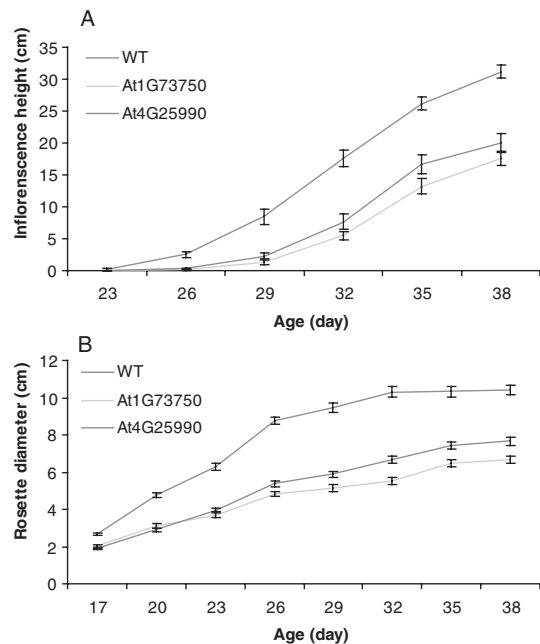 A
Inflorenscence height (cm)
35
30
25
20
15
10
5
0
WT
At1G73750
At4G25990
23 26 29 32 35 38
Age (day)
B
Rosette diameter (cm)
12
10
8
6
4
2
0
WT
At1G73750
At4G25990
17 20 23 26 29 32 35 38
Age (day)